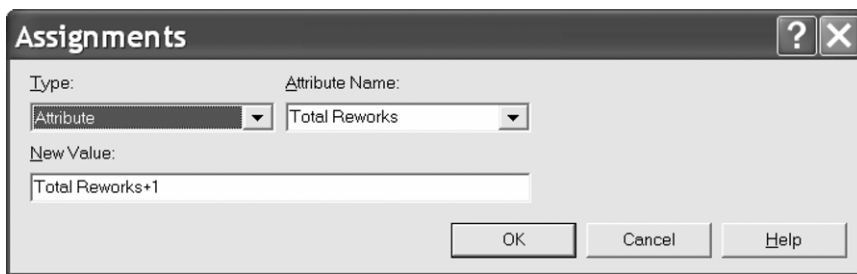 Assignments
Type: Attribute Name:
Attribute Total Reworks
New Value:
Total Reworks+1
OK Cancel Help